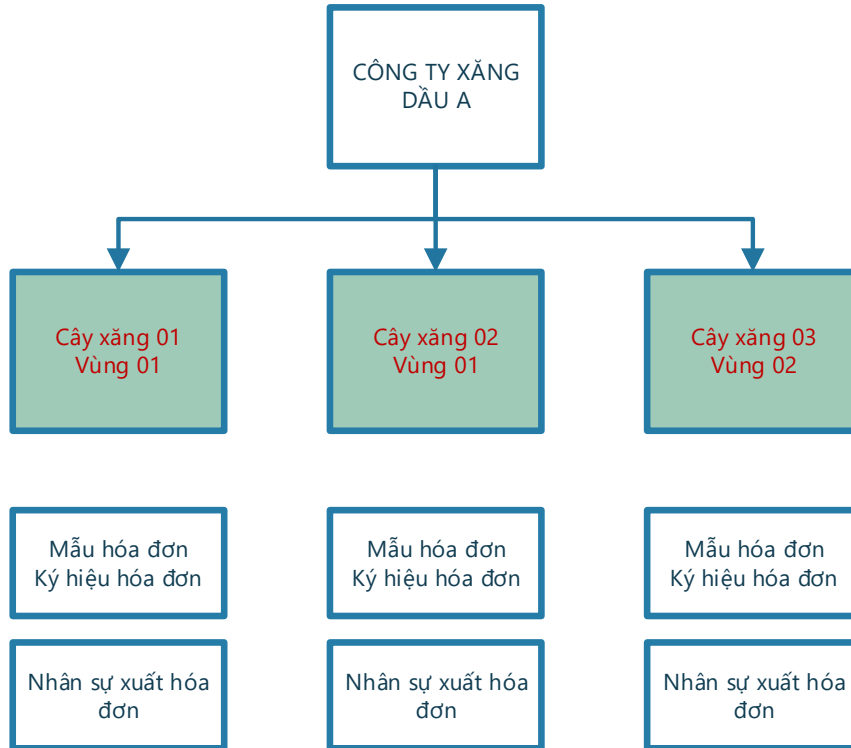 CÔNG TY XĂNG
DẦU A
Cây xăng 01
Vùng 01
Cây xăng 02
Vùng 01
Cây xăng 03
Vùng 02
Mẫu hóa đơn
Ký hiệu hóa đơn
Mẫu hóa đơn
Ký hiệu hóa đơn
Mẫu hóa đơn
Ký hiệu hóa đơn
Nhân sự xuất hóa
đơn
Nhân sự xuất hóa
đơn
Nhân sự xuất hóa
đơn